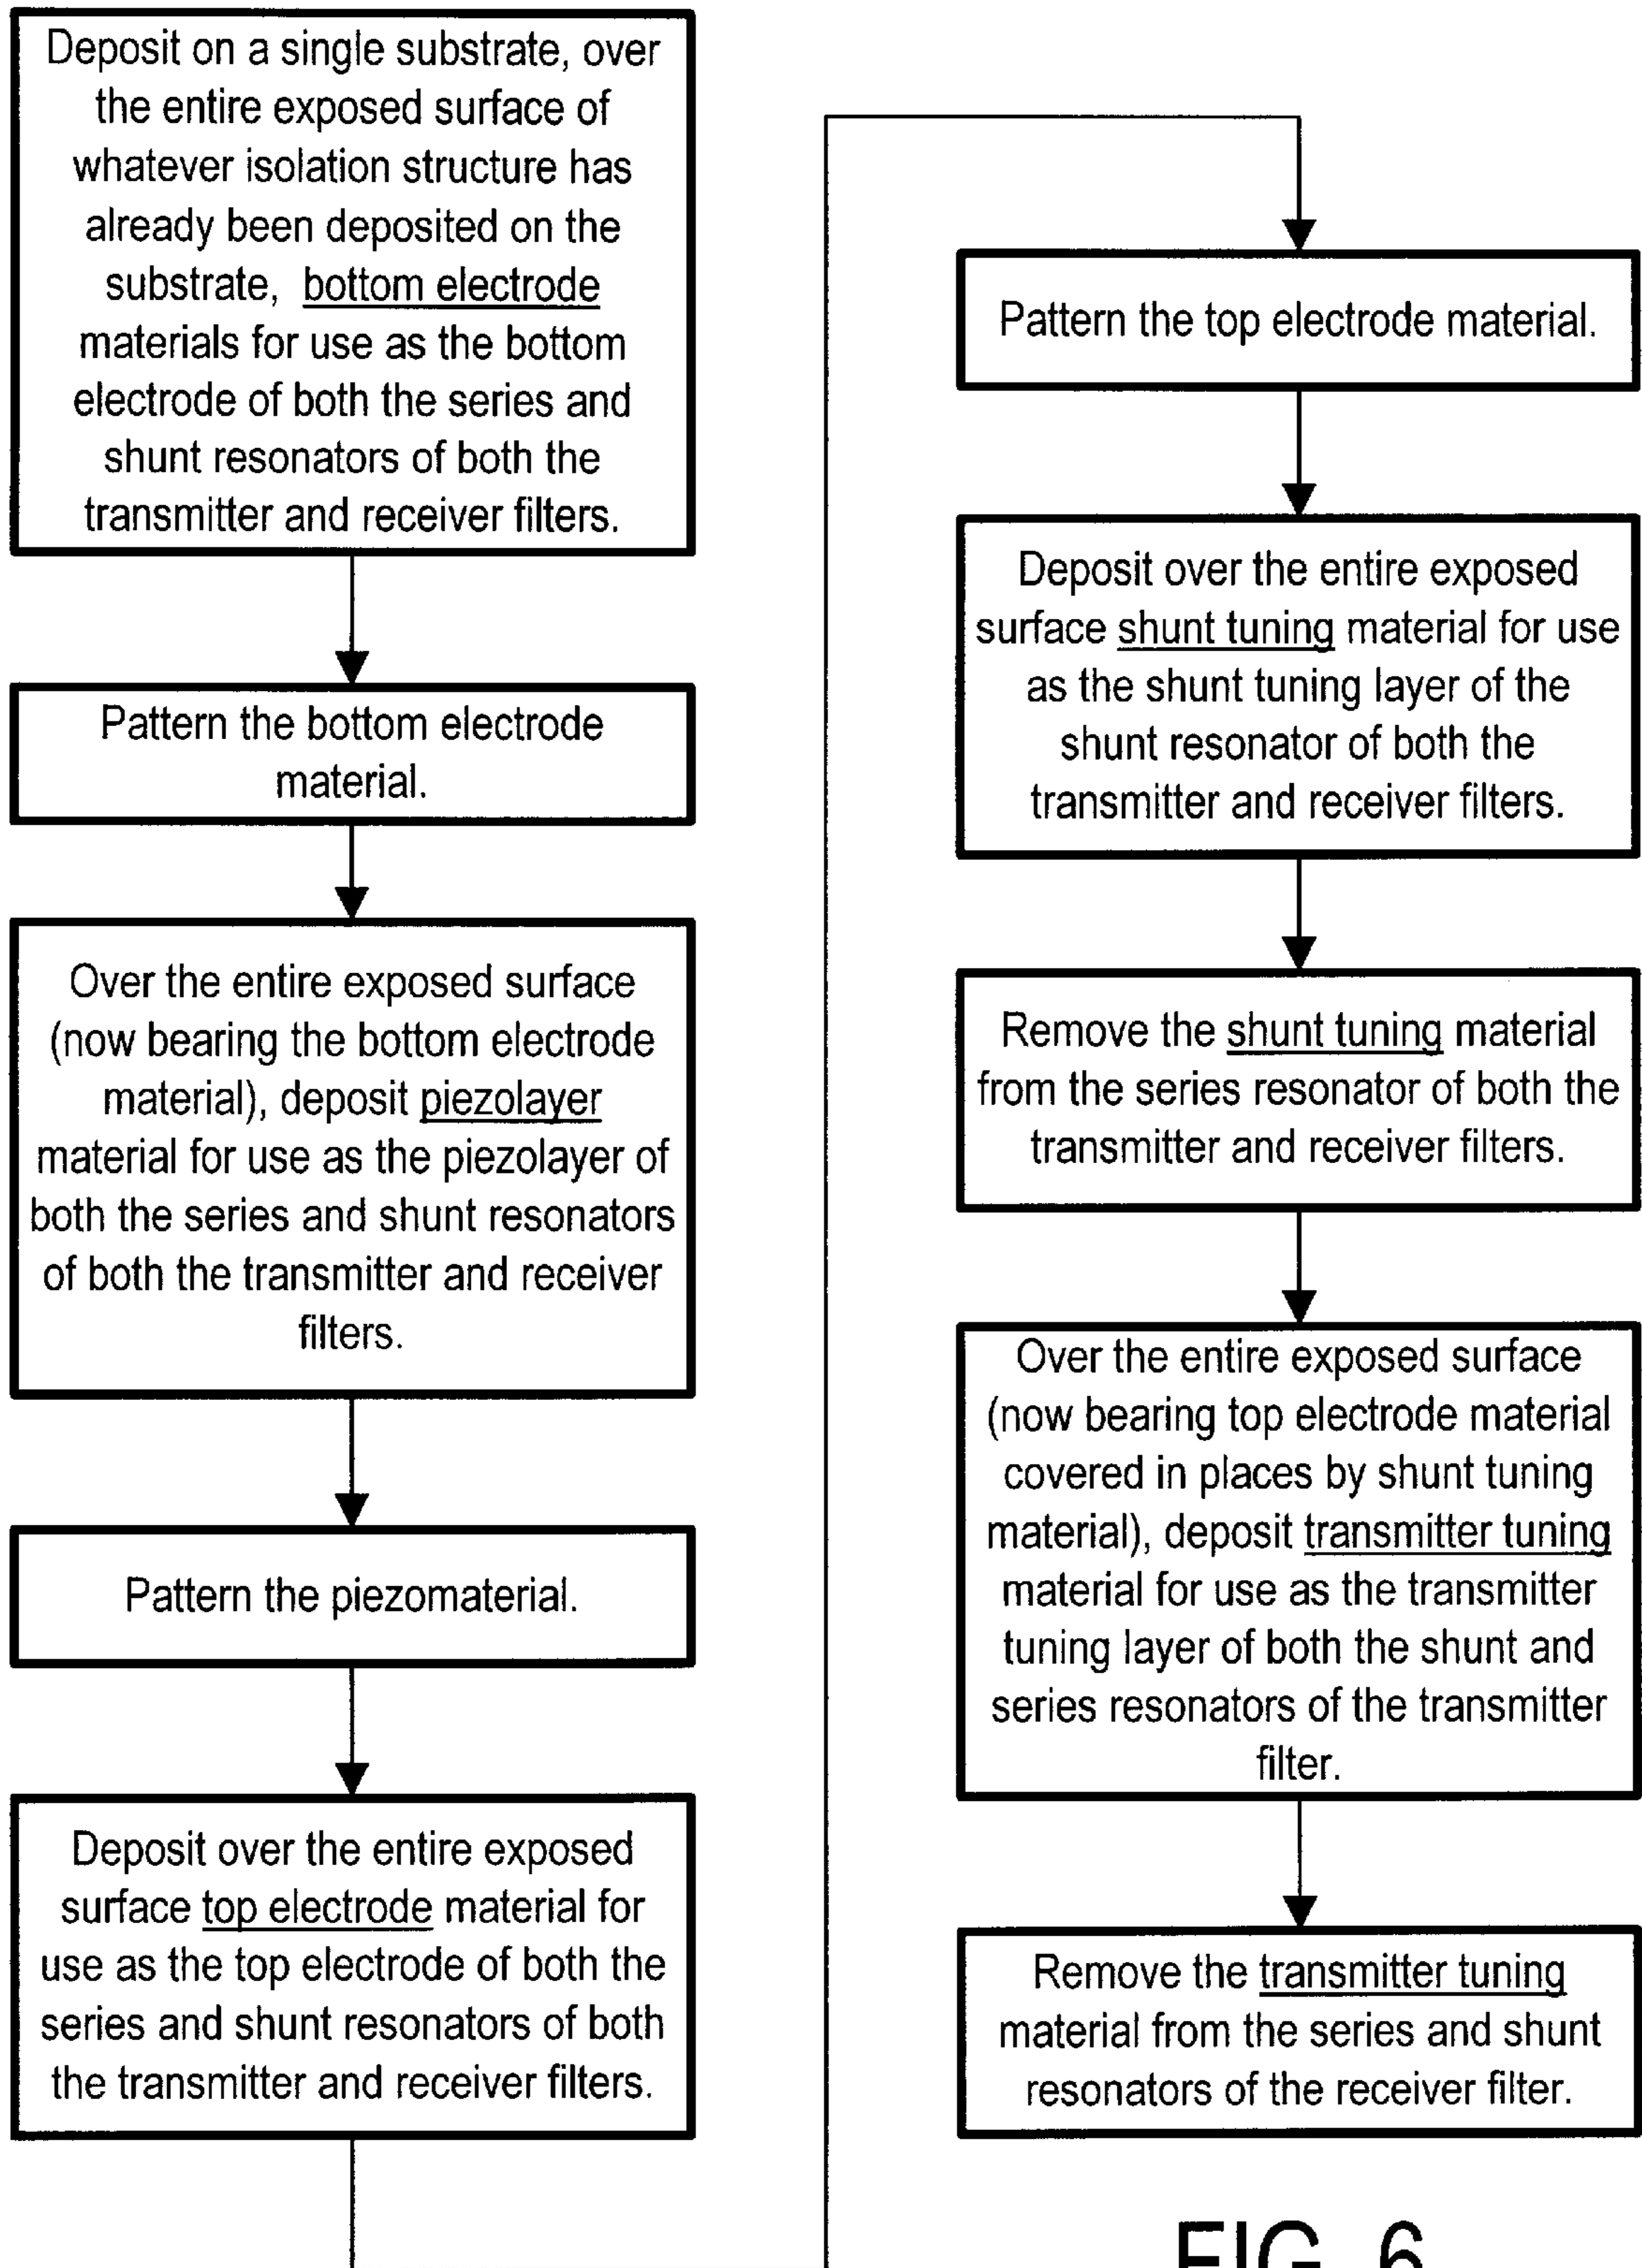 Deposit on a single substrate, over
the entire exposed surface of
whatever isolation structure has
already been deposited on the
substrate, bottom electrode
materials for use as the bottom
electrode of both the series and
shunt resonators of both the
transmitter and receiver filters.
Pattern the bottom electrode
material.
Over the entire exposed surface
(now bearing the bottom electrode
material), deposit piezolayer
material for use as the piezolayer of
both the series and shunt resonators
of both the transmitter and receiver
filters.
Pattern the piezomaterial.
Deposit over the entire exposed
surface top electrode material for
use as the top electrode of both the
series and shunt resonators of both
the transmitter and receiver filters.
Pattern the top electrode material.
Deposit over the entire exposed
surface shunt tuning material for use
as the shunt tuning layer of the
shunt resonator of both the
transmitter and receiver filters.
Remove the shunt tuning material
from the series resonator of both the
transmitter and receiver filters.
Over the entire exposed surface
(now bearing top electrode material
covered in places by shunt tuning
material), deposit transmitter tuning
material for use as the transmitter
tuning layer of both the shunt and
series resonators of the transmitter
filter.
Remove the transmitter tuning
material from the series and shunt
resonators of the receiver filter.
FIG. 6